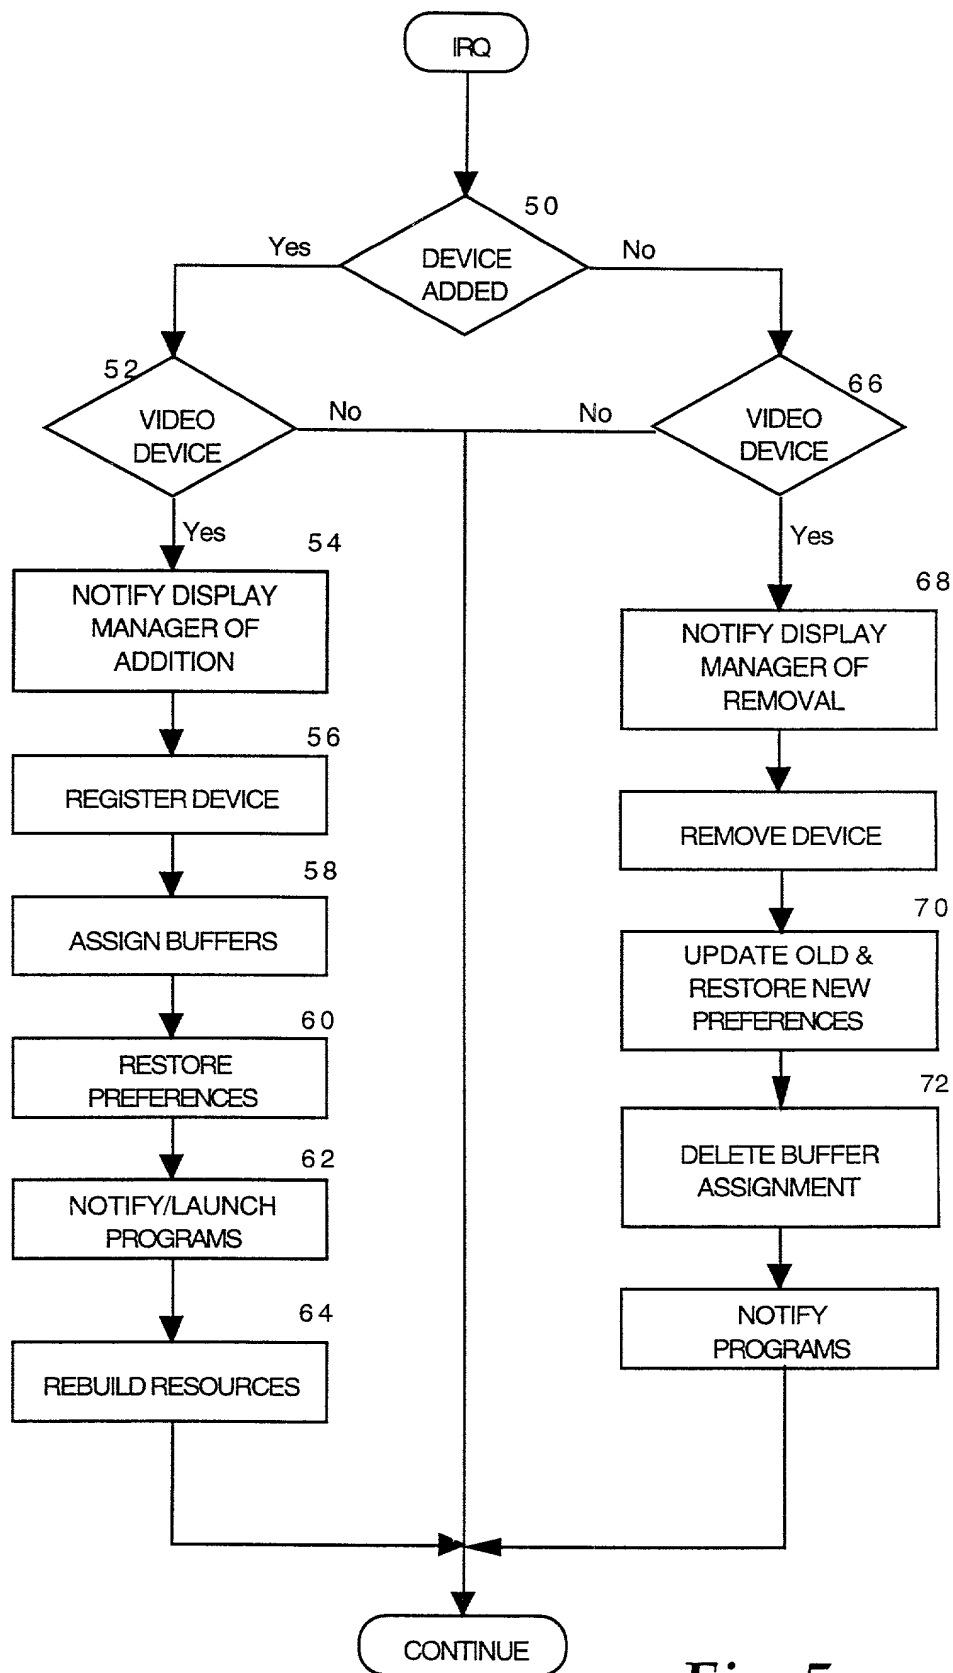 IRQ
50
Yes
DEVICE
ADDED
No
52
VIDEO
DEVICE
No
No
66
VIDEO
DEVICE
Yes
54
NOTIFY DISPLAY
MANAGER OF
ADDITION
56
REGISTER DEVICE
58
ASSIGN BUFFERS
60
RESTORE
PREFERENCES
62
NOTIFY/LAUNCH
PROGRAMS
64
REBUILD RESOURCES
Yes
68
NOTIFY DISPLAY
MANAGER OF
REMOVAL
REMOVE DEVICE
70
UPDATE OLD &
RESTORE NEW
PREFERENCES
72
DELETE BUFFER
ASSIGNMENT
NOTIFY
PROGRAMS
CONTINUE